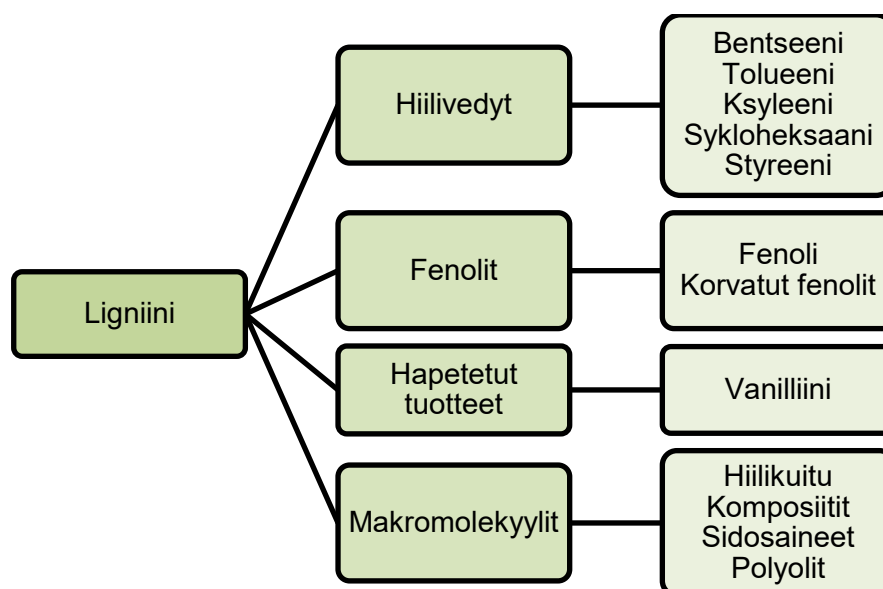 Ligniini
Hiilivedyt
Bentseeni
Tolueeni
Ksyleeni
Sykloheksaani
Styreeni
Fenolit
Fenoli
Korvatut fenolit
Hapetetut
tuotteet
Vanilliini
Makromolekyylit
Hiilikuitu
Komposiitit
Sidosaineet
Polyolit